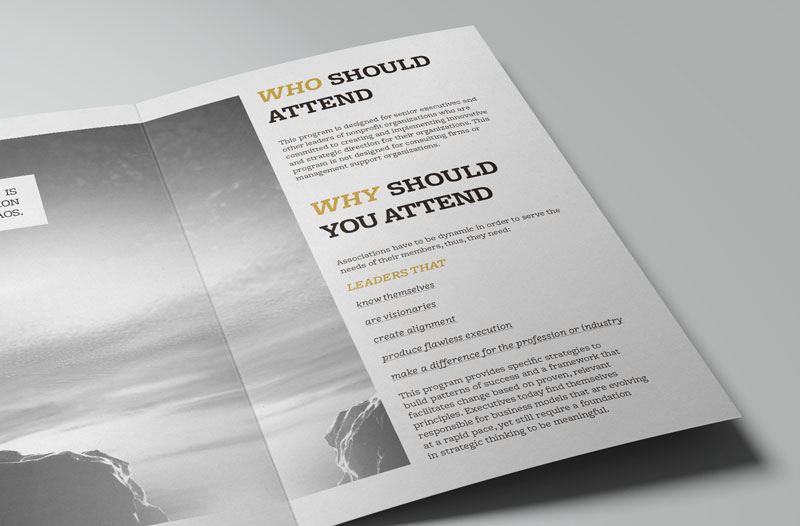 IS
ION
AOS.
WHO SHOULD
ATTEND
This program is designed for senior executives and
other leaders of nonprofit organizations who are
committed to creating and implementing innovative
and strategic direction for their organizations. This
program is not designed for consulting firms or
management support organizations.
WHY SHOULD
YOU ATTEND
Associations have to be dynamic in order to serve the
needs of their members, thus, they need:
LEADERS THAT
know themselves
are visionaries
create alignment
produce flawless execution
make a difference for the profession or industry
This program provides specific strategies to
build patterns of success and a framework that
facilitates change based on proven, relevant
principles. Executives today find themselves
responsible for business models that are evolving
at a rapid pace, yet still require a foundation
in strategic thinking to be meaningful.